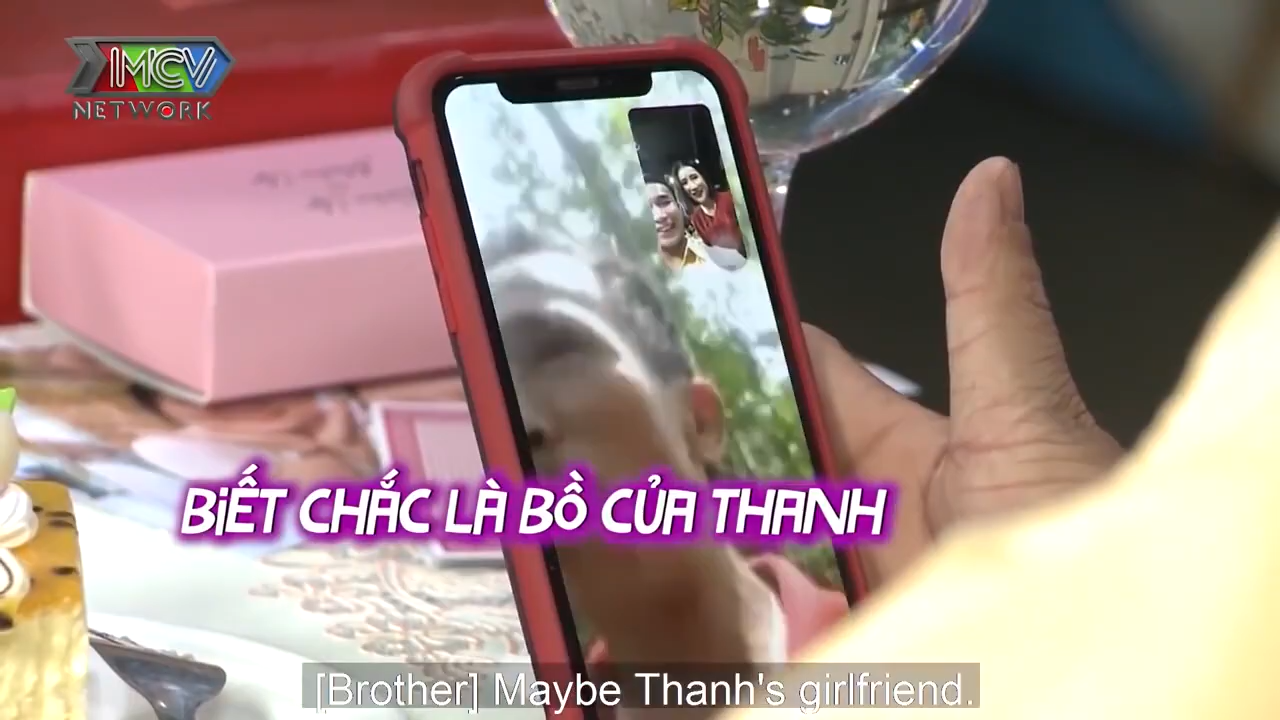 MCV
NETWORK
BIẾT CHẮC LÀ BỒ CỦA THANH
[Brother] Maybe Thanh's girlfriend.